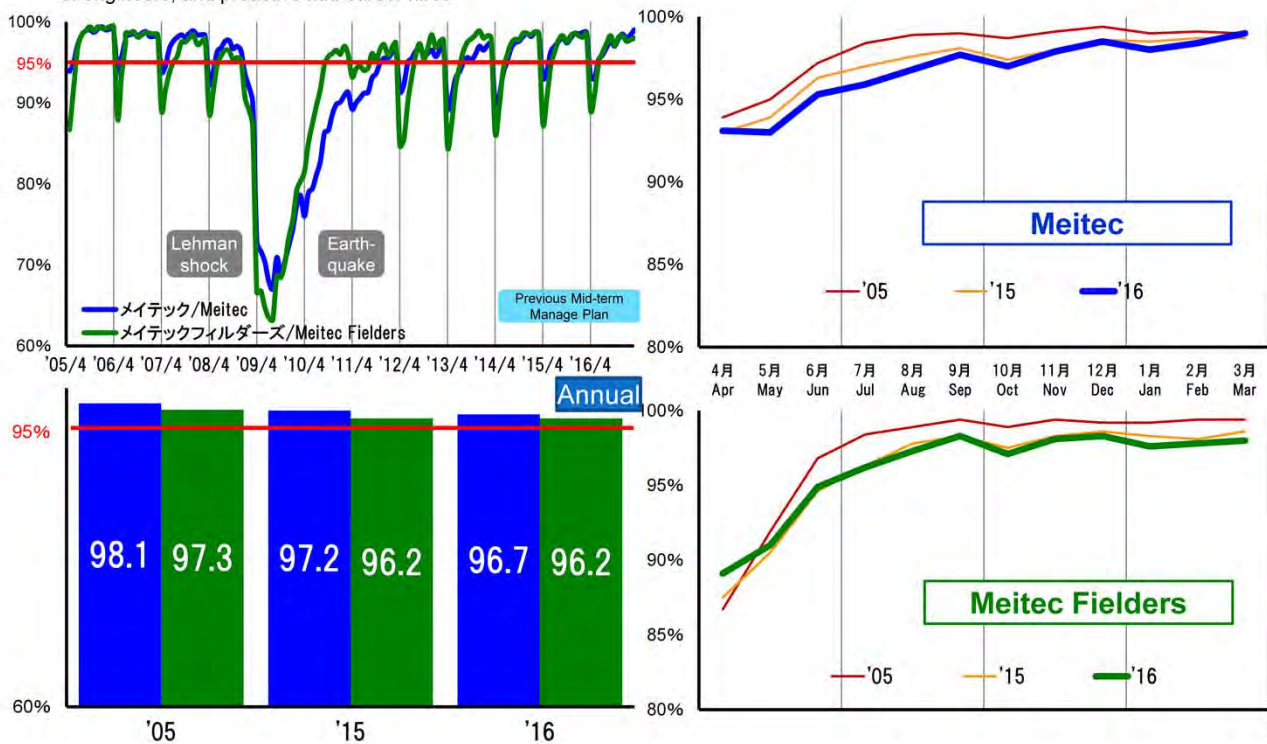 100%
95%
90%
80%
70%
60%
Lehman
shock
Earth-
quake
メイテック/Meitec
メイテックフィルダーズ/Meitec Fielders
Previous Mid-term
Manage Plan
'05/4 '06/4 '07/4 '08/4 '09/4 '10/4 '11/4 '12/4 '13/4 '14/4 '15/4 '16/4
100%
95%
90%
85%
80%
Meitec
'05 '15 '16
4月 5月 6月 7月 8月 9月 10月 11月 12月 1月 2月 3月
Apr May Jun Jul Aug Sep Oct Nov Dec Jan Feb Mar
Annual
95%
60%
98.1 97.3 97.2 96.2 96.7 96.2
'05 '15 '16
100%
95%
90%
85%
80%
Meitec Fielders
'05 '15 '16